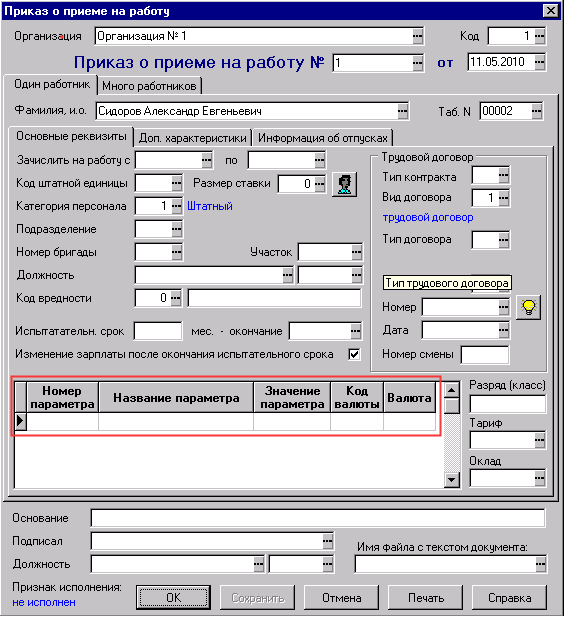 Приказ о приеме на работу
Организация Организация № 1 Код 1
Приказ о приеме на работу № 1 от 11.05.2010
Один работник Много работников
Фамилия, и.о. Сидоров Александр Евгеньевич Таб. N 00002
Основные реквизиты Доп. характеристики Информация об отпусках
Зачислить на работу с по
Код штатной единицы Размер ставки 0
Категория персонала 1 Штатный
Подразделение
Номер бригады Участок
Должность
Код вредности 0
Испытатательн. срок мес. - окончание
Изменение зарплаты после окончания испытательного срока
Трудовой договор
Тип контракта
Вид договора 1
трудовой договор
Тип договора
Тип трудового договора
Номер
Дата
Номер смены
Номер параметра Название параметра Значение параметра Код валюты Валюта
Разряд (класс)
Тариф
Оклад
Основание
Подписал
Должность
Имя файла с текстом документа:
Признак исполнения:
не исполнен
OK Сохранить Отмена Печать Справка